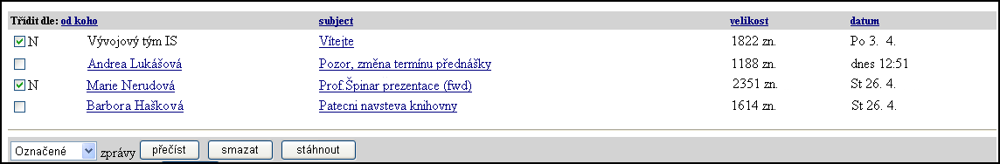 Třídit dle: od koho subject velikost datum
N Vývojový tým IS Vítejte 1822 zn. Po 3. 4.
Andrea Lukášová Pozor, změna termínu přednášky 1188 zn. dnes 12:51
N Marie Nerudová Prof.Špinar prezentace (fwd) 2351 zn. St 26. 4.
Barbora Hašková Patecni navsteva knihovny 1614 zn. St 26. 4.
Označené zprávy přečíst smazat stáhnout